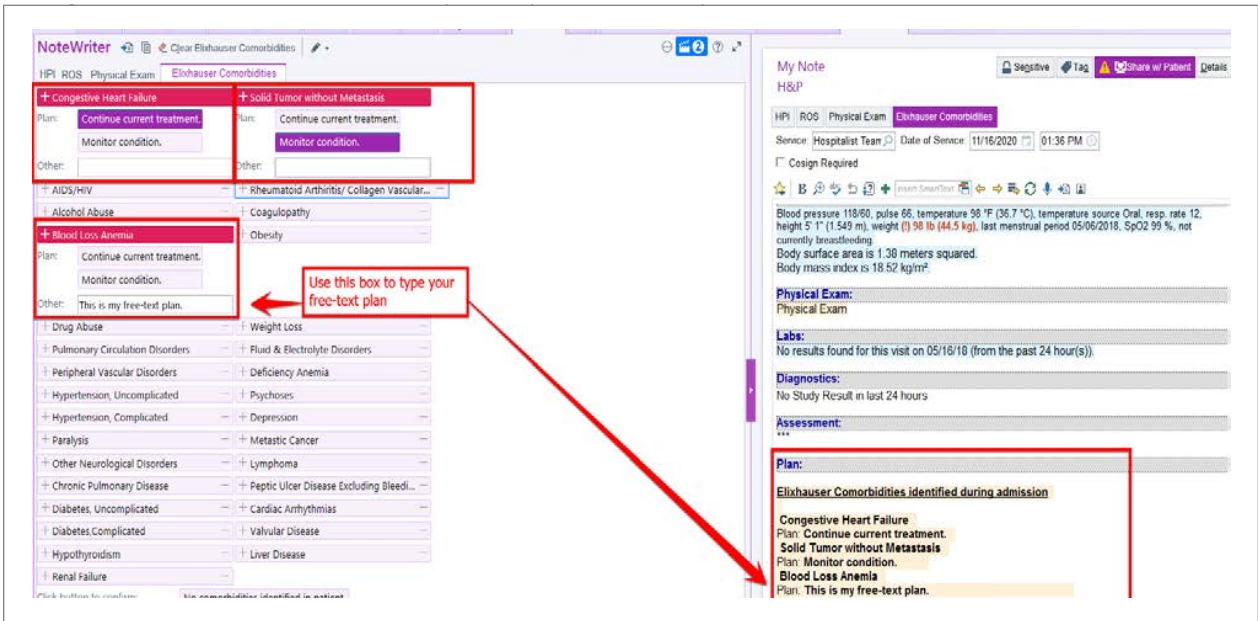 NoteWriter Clear Elixhauser Comorbidities
2
HPI ROS Physical Exam Elixhauser Comorbidities
+ Congestive Heart Failure
Plan: Continue current treatment.
Monitor condition.
Other:
+ Solid Tumor without Metastasis
Plan: Continue current treatment.
Monitor condition.
Other:
+ AIDS/HIV − + Rheumatoid Arthiritis/ Collagen Vascular... −
+ Alcohol Abuse − + Coagulopathy −
+ Blood Loss Anemia + Obesity −
Plan: Continue current treatment.
Monitor condition.
Other: This is my free-text plan.
Use this box to type your
free-text plan
+ Drug Abuse − + Weight Loss −
+ Pulmonary Circulation Disorders − + Fluid & Electrolyte Disorders −
+ Peripheral Vascular Disorders − + Deficiency Anemia −
+ Hypertension, Uncomplicated − + Psychoses −
+ Hypertension, Complicated − + Depression −
+ Paralysis − + Metastic Cancer −
+ Other Neurological Disorders − + Lymphoma −
+ Chronic Pulmonary Disease − + Peptic Ulcer Disease Excluding Bleedi... −
+ Diabetes, Uncomplicated − + Cardiac Arrhythmias −
+ Diabetes,Complicated − + Valvular Disease −
+ Hypothyroidism − + Liver Disease −
+ Renal Failure −
Click button to confirm: No comorbidities identified in patient
My Note Sensitive Tag Share w/ Patient Details
H&P
HPI ROS Physical Exam Elixhauser Comorbidities
Service: Hospitalist Team Date of Service: 11/16/2020 01:36 PM
Cosign Required
B Insert SmartText
Blood pressure 118/60, pulse 66, temperature 98 °F (36.7 °C), temperature source Oral, resp. rate 12,
height 5' 1" (1.549 m), weight (!) 98 lb (44.5 kg), last menstrual period 05/06/2018, SpO2 99 %, not
currently breastfeeding.
Body surface area is 1.38 meters squared.
Body mass index is 18.52 kg/m².
Physical Exam:
Physical Exam
Labs:
No results found for this visit on 05/16/18 (from the past 24 hour(s)).
Diagnostics:
No Study Result in last 24 hours
Assessment:
***
Plan:
Elixhauser Comorbidities identified during admission
Congestive Heart Failure
Plan: Continue current treatment.
Solid Tumor without Metastasis
Plan: Monitor condition.
Blood Loss Anemia
Plan: This is my free-text plan.